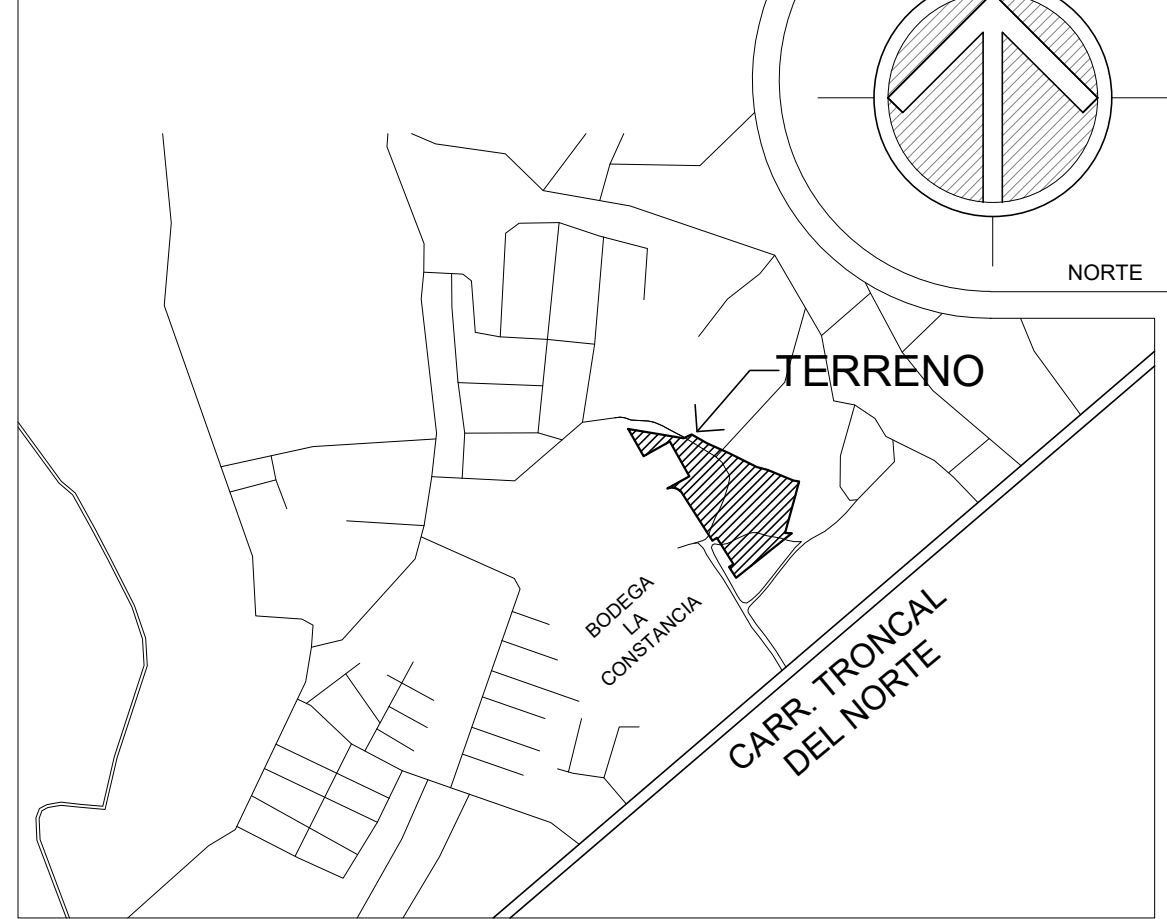 NORTE
TERRENO
BODEGA
LA
CONSTANCIA
CARR. TRONCAL
DEL NORTE